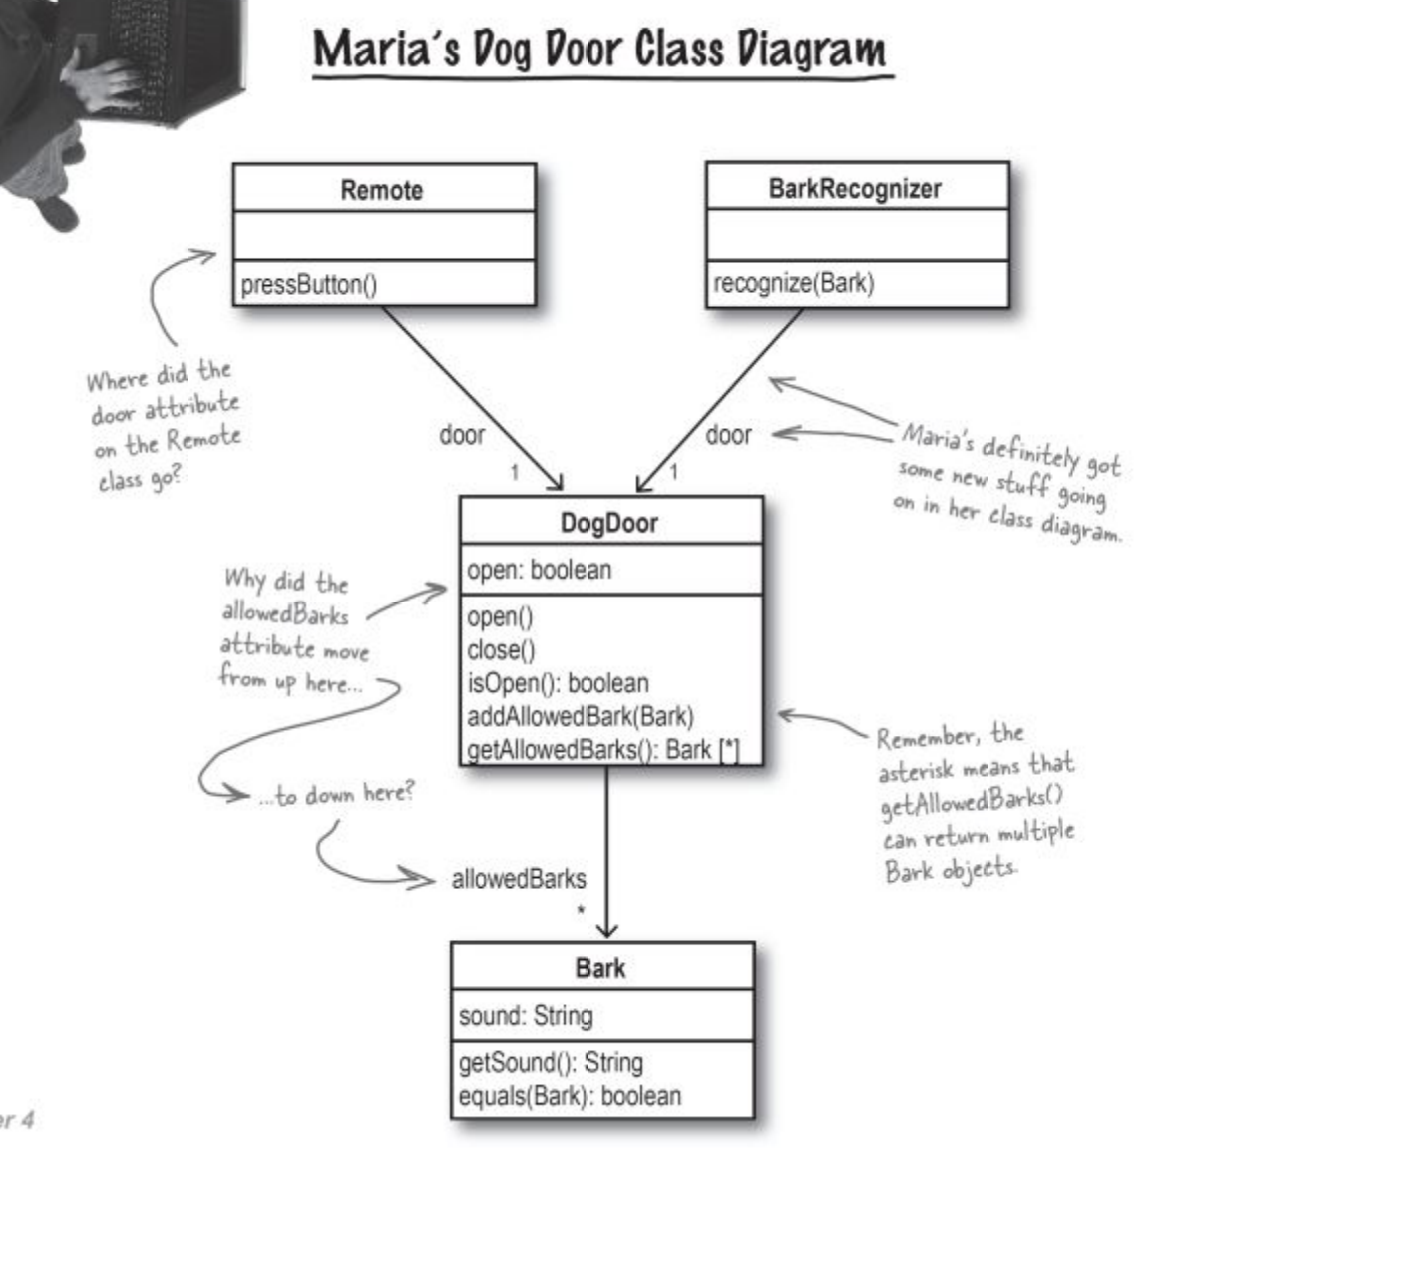 Maria's Dog Door Class Diagram
Remote
pressButton()
BarkRecognizer
recognize(Bark)
Where did the
door attribute
on the Remote
class go?
door
1
door
1
Maria's definitely got
some new stuff going
on in her class diagram.
DogDoor
open: boolean
open()
close()
isOpen(): boolean
addAllowedBark(Bark)
getAllowedBarks(): Bark [*]
Why did the
allowedBarks
attribute move
from up here...
...to down here?
Remember, the
asterisk means that
getAllowedBarks()
can return multiple
Bark objects.
allowedBarks
*
Bark
sound: String
getSound(): String
equals(Bark): boolean
er 4